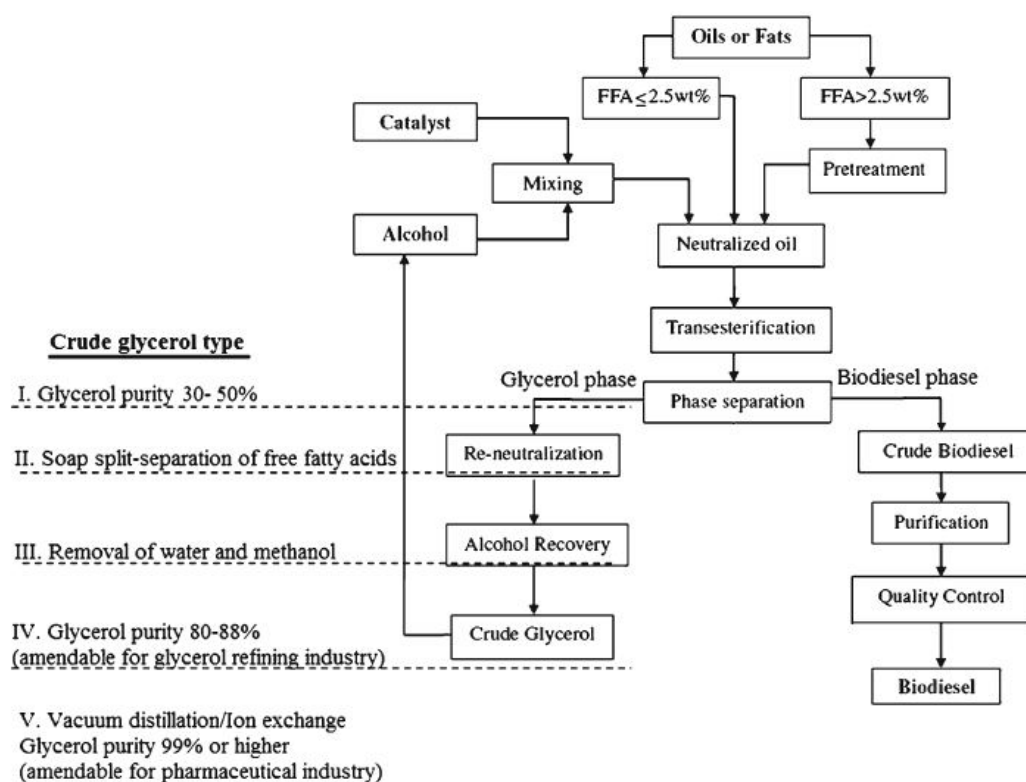 Oils or Fats
FFA≤2.5wt%
FFA>2.5wt%
Catalyst
Pretreatment
Mixing
Alcohol
Neutralized oil
Transesterification
Crude glycerol type
Glycerol phase
Biodiesel phase
I. Glycerol purity 30- 50%
Phase separation
II. Soap split-separation of free fatty acids
Re-neutralization
Crude Biodiesel
Purification
III. Removal of water and methanol
Alcohol Recovery
Quality Control
IV. Glycerol purity 80-88%
(amendable for glycerol refining industry)
Crude Glycerol
Biodiesel
V. Vacuum distillation/Ion exchange
Glycerol purity 99% or higher
(amendable for pharmaceutical industry)